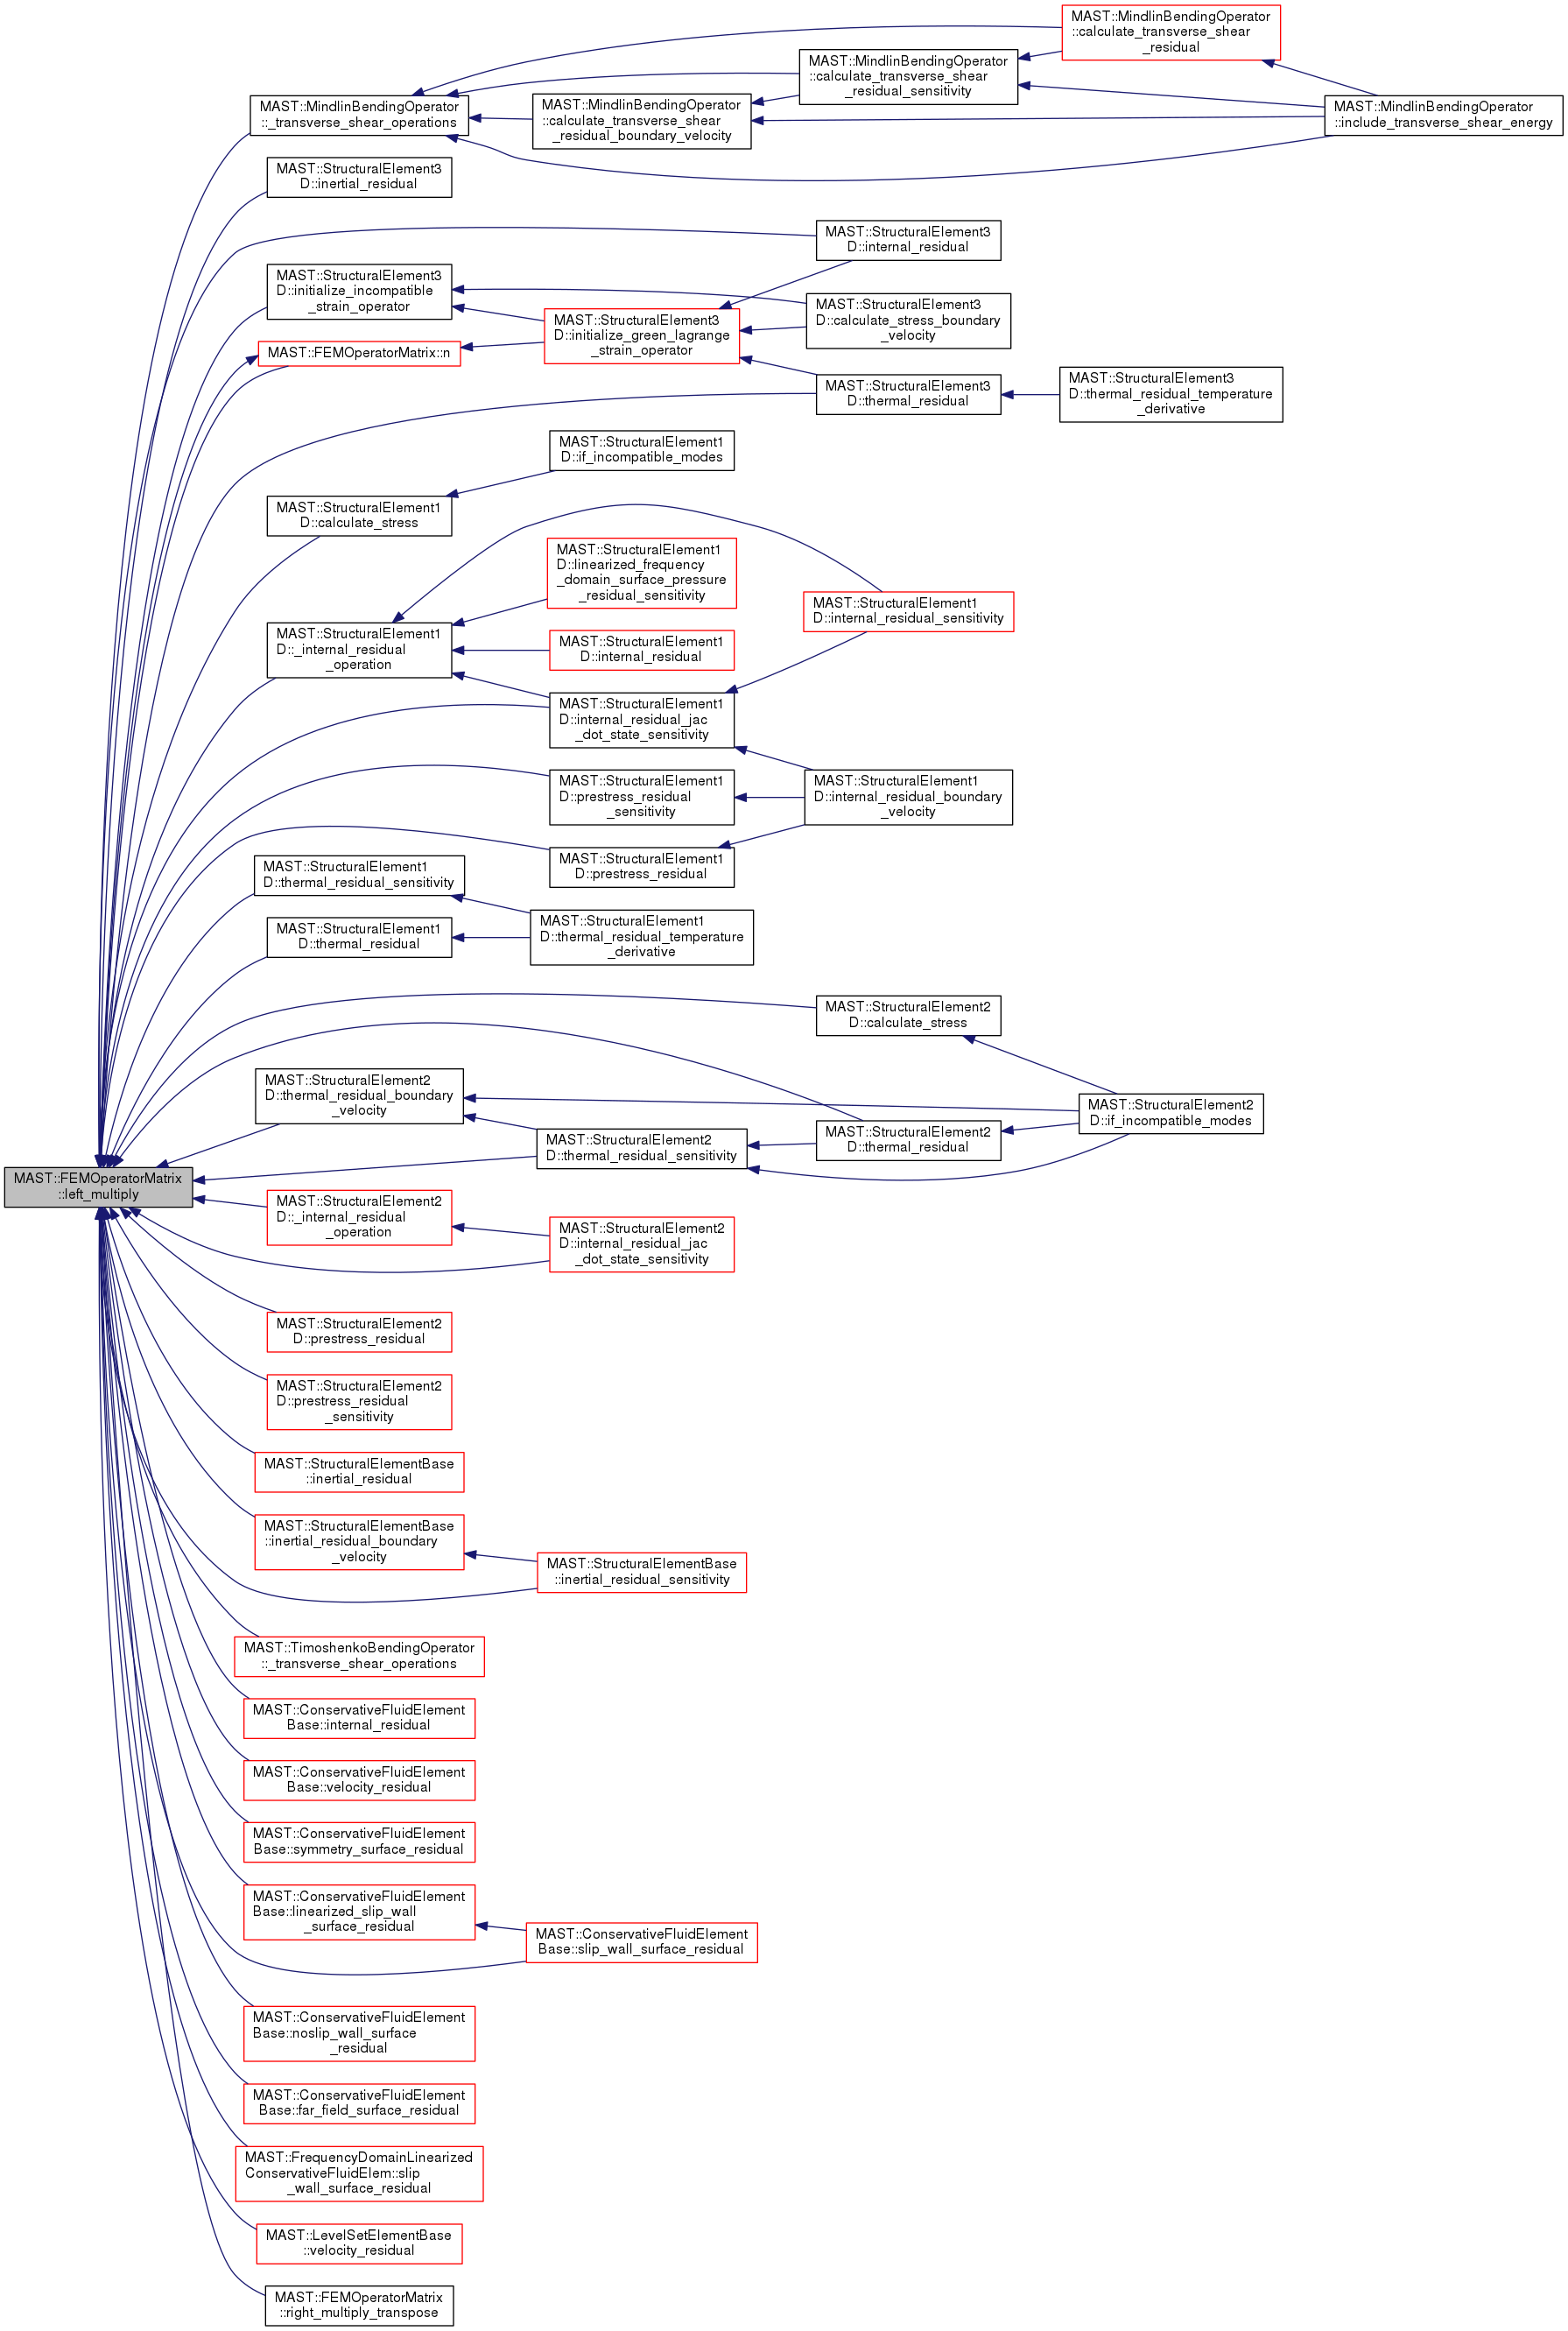 MAST::MindlinBendingOperator
::calculate_transverse_shear
_residual
MAST::MindlinBendingOperator
::calculate_transverse_shear
_residual_sensitivity
MAST::MindlinBendingOperator
::_transverse_shear_operations
MAST::MindlinBendingOperator
::calculate_transverse_shear
_residual_boundary_velocity
MAST::MindlinBendingOperator
::include_transverse_shear_energy
MAST::StructuralElement3
D::inertial_residual
MAST::StructuralElement3
D::internal_residual
MAST::StructuralElement3
D::initialize_incompatible
_strain_operator
MAST::StructuralElement3
D::calculate_stress_boundary
_velocity
MAST::StructuralElement3
D::initialize_green_lagrange
_strain_operator
MAST::FEMOperatorMatrix::n
MAST::StructuralElement3
D::thermal_residual
MAST::StructuralElement3
D::thermal_residual_temperature
_derivative
MAST::StructuralElement1
D::if_incompatible_modes
MAST::StructuralElement1
D::calculate_stress
MAST::StructuralElement1
D::linearized_frequency
_domain_surface_pressure
_residual_sensitivity
MAST::StructuralElement1
D::internal_residual_sensitivity
MAST::StructuralElement1
D::_internal_residual
_operation
MAST::StructuralElement1
D::internal_residual
MAST::StructuralElement1
D::internal_residual_jac
_dot_state_sensitivity
MAST::StructuralElement1
D::prestress_residual
_sensitivity
MAST::StructuralElement1
D::internal_residual_boundary
_velocity
MAST::StructuralElement1
D::prestress_residual
MAST::StructuralElement1
D::thermal_residual_sensitivity
MAST::StructuralElement1
D::thermal_residual
MAST::StructuralElement1
D::thermal_residual_temperature
_derivative
MAST::StructuralElement2
D::calculate_stress
MAST::StructuralElement2
D::thermal_residual_boundary
_velocity
MAST::StructuralElement2
D::if_incompatible_modes
MAST::StructuralElement2
D::thermal_residual_sensitivity
MAST::StructuralElement2
D::thermal_residual
MAST::FEMOperatorMatrix
::left_multiply
MAST::StructuralElement2
D::_internal_residual
_operation
MAST::StructuralElement2
D::internal_residual_jac
_dot_state_sensitivity
MAST::StructuralElement2
D::prestress_residual
MAST::StructuralElement2
D::prestress_residual
_sensitivity
MAST::StructuralElementBase
::inertial_residual
MAST::StructuralElementBase
::inertial_residual_boundary
_velocity
MAST::StructuralElementBase
::inertial_residual_sensitivity
MAST::TimoshenkoBendingOperator
::_transverse_shear_operations
MAST::ConservativeFluidElement
Base::internal_residual
MAST::ConservativeFluidElement
Base::velocity_residual
MAST::ConservativeFluidElement
Base::symmetry_surface_residual
MAST::ConservativeFluidElement
Base::linearized_slip_wall
_surface_residual
MAST::ConservativeFluidElement
Base::slip_wall_surface_residual
MAST::ConservativeFluidElement
Base::noslip_wall_surface
_residual
MAST::ConservativeFluidElement
Base::far_field_surface_residual
MAST::FrequencyDomainLinearized
ConservativeFluidElem::slip
_wall_surface_residual
MAST::LevelSetElementBase
::velocity_residual
MAST::FEMOperatorMatrix
::right_multiply_transpose